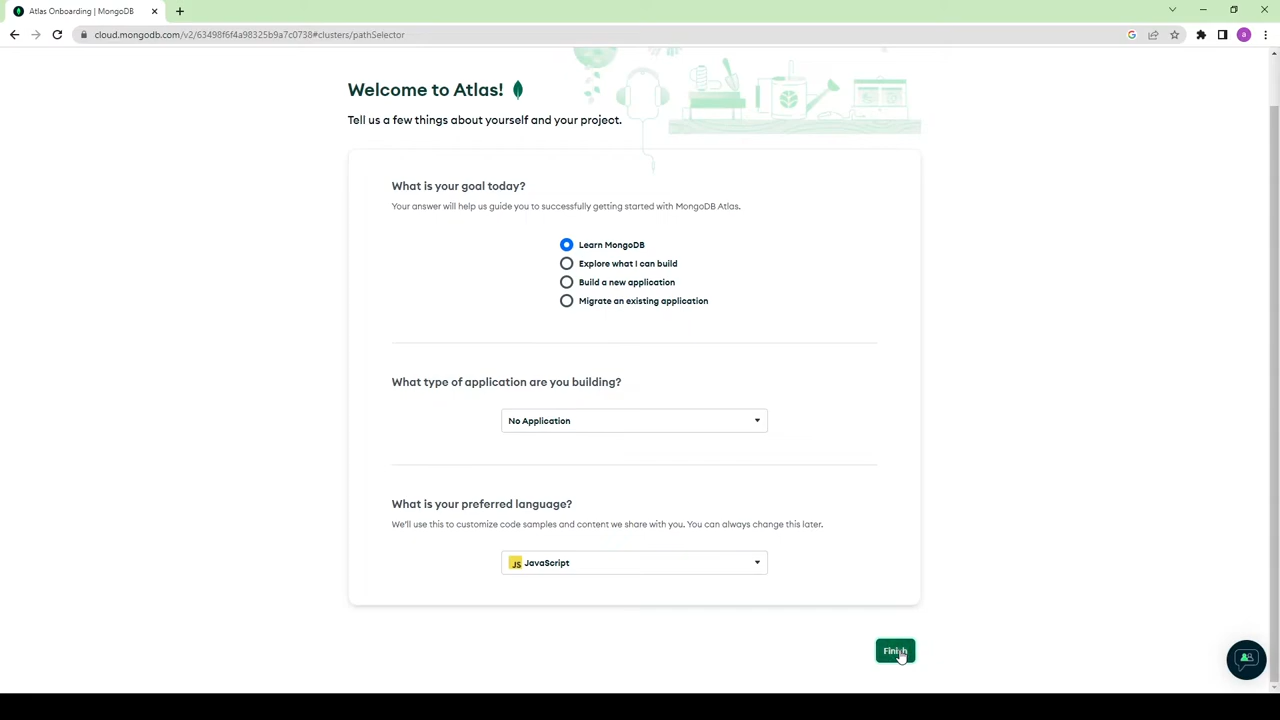 Atlas Onboarding | MongoDB
cloud.mongodb.com/v2/63498f6f4a98325b9a7c0738#clusters/pathSelector
G
a
Welcome to Atlas!
Tell us a few things about yourself and your project.
What is your goal today?
Your answer will help us guide you to successfully getting started with MongoDB Atlas.
Learn MongoDB
Explore what I can build
Build a new application
Migrate an existing application
What type of application are you building?
No Application
What is your preferred language?
We'll use this to customize code samples and content we share with you. You can always change this later.
JS JavaScript
Finish